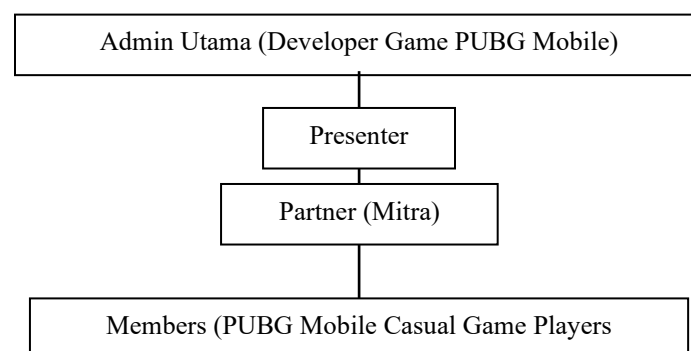 Admin Utama (Developer Game PUBG Mobile)
Presenter
Partner (Mitra)
Members (PUBG Mobile Casual Game Players